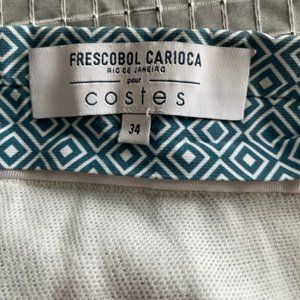 FRESCOBOL CARIOCA
RIO DE JANEIRO
pour
costes
34